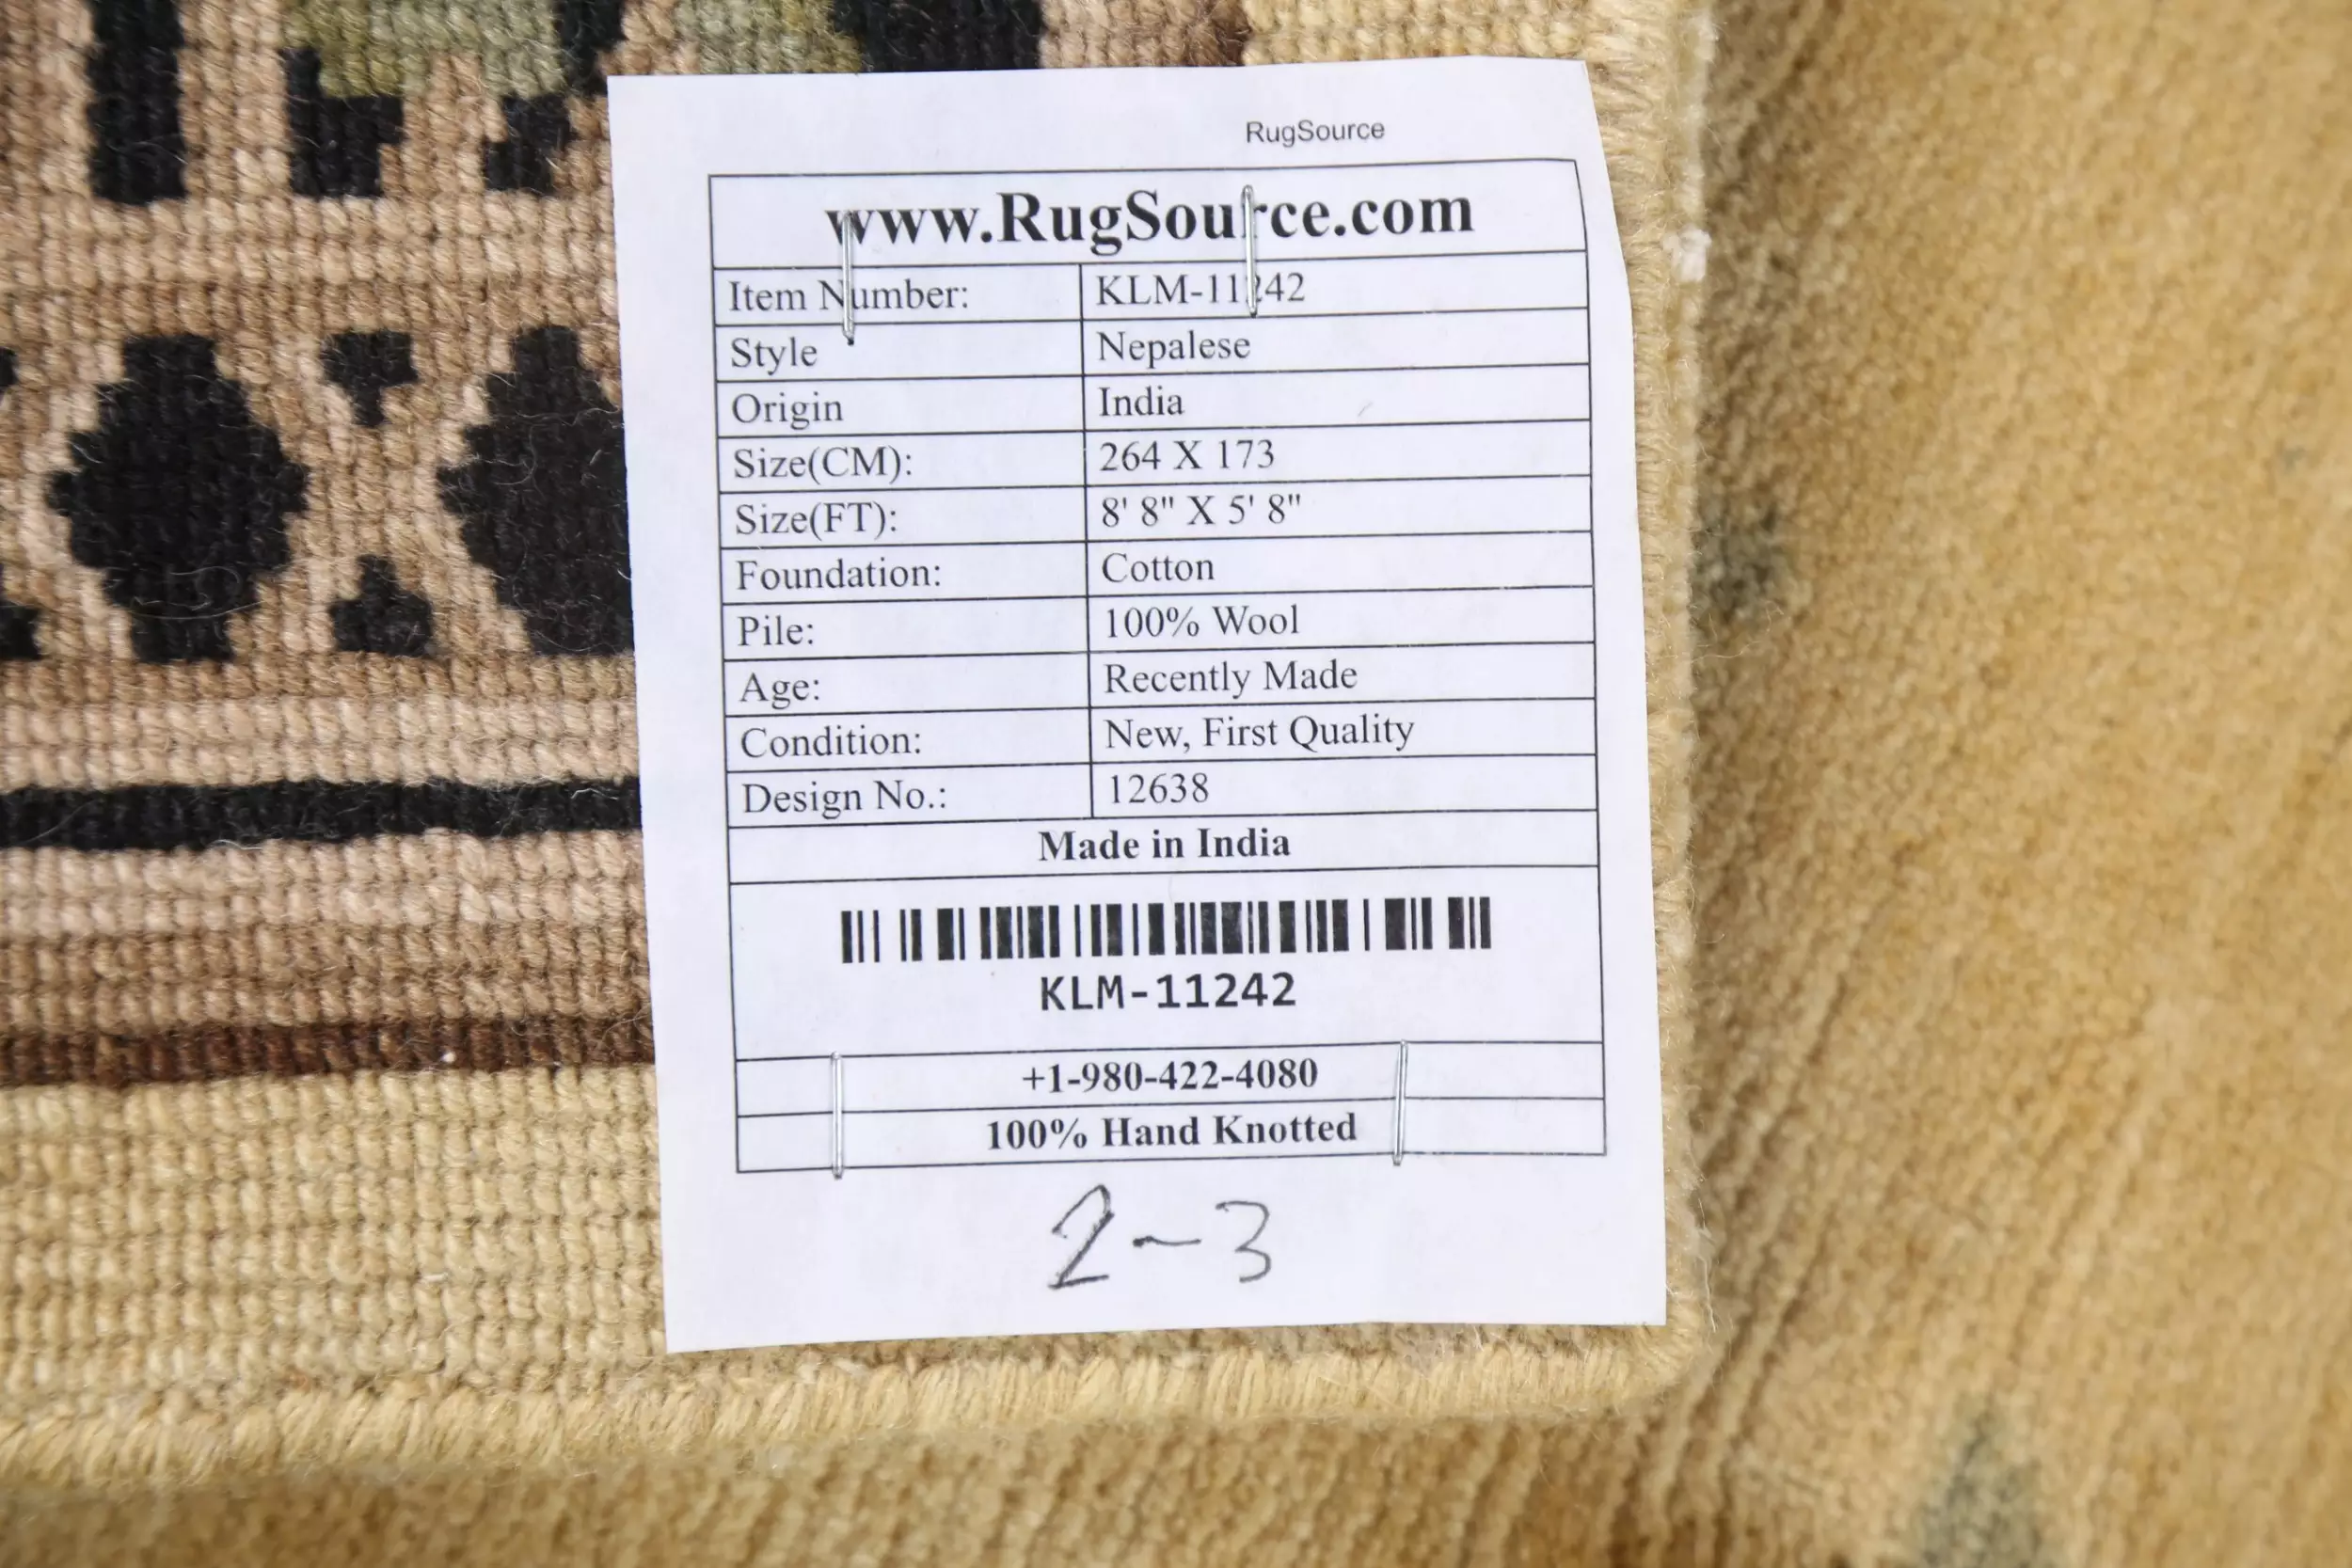 RugSource
www.RugSource.com
Item Number: KLM-11242
Style Nepalese
Origin India
Size(CM): 264 X 173
Size(FT): 8' 8" X 5' 8"
Foundation: Cotton
Pile: 100% Wool
Age: Recently Made
Condition: New, First Quality
Design No.: 12638
Made in India
KLM-11242
+1-980-422-4080
100% Hand Knotted
2-3